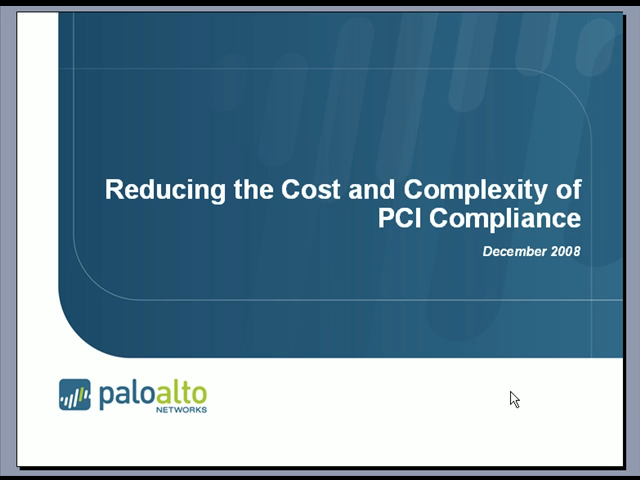 Reducing the Cost and Complexity of
PCI Compliance
December 2008
paloalto
NETWORKS